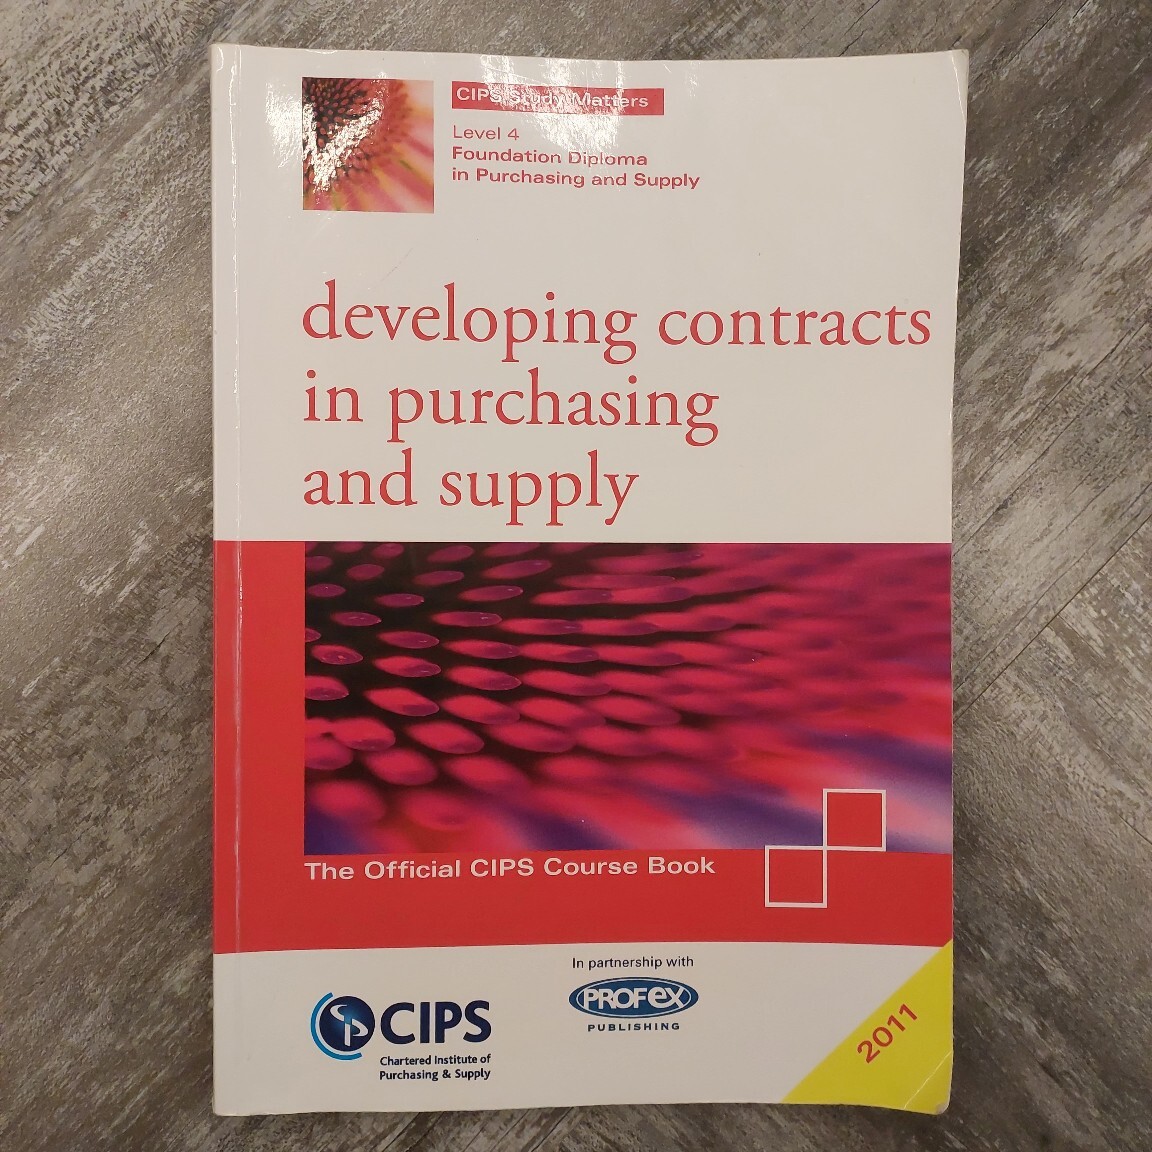 CIPS Study Matters
Level 4
Foundation Diploma
in Purchasing and Supply
developing contracts
in purchasing
and supply
The Official CIPS Course Book
In partnership with
PROFEX
PUBLISHING
CIPS
Chartered Institute of
Purchasing & Supply
2011